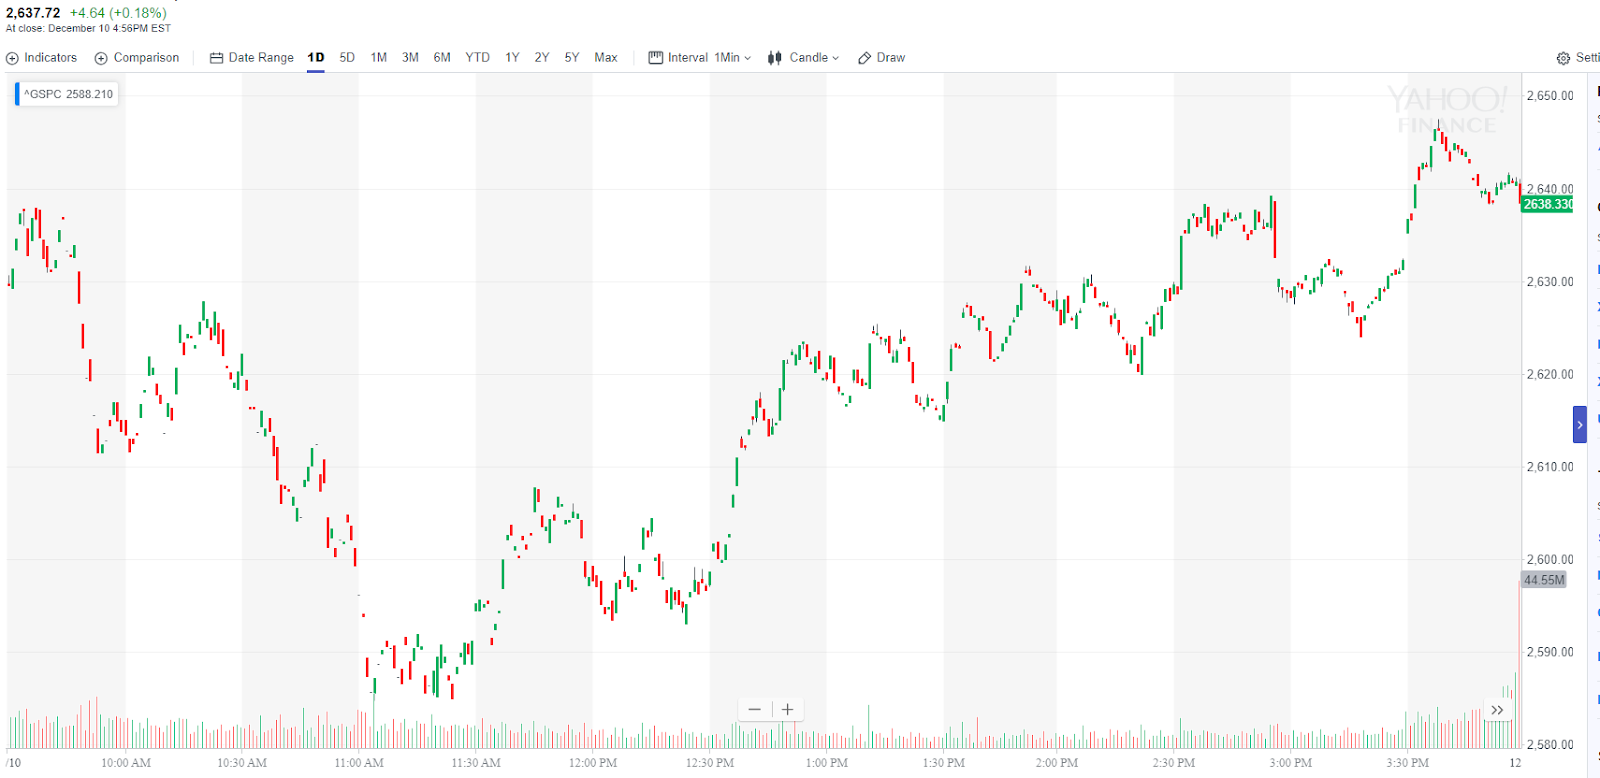 2,637.72 +4.64 (+0.18%)
At close: December 10 4:56PM EST
Indicators Comparison Date Range 1D 5D 1M 3M 6M YTD 1Y 2Y 5Y Max Interval 1Min Candle Draw Setti
^GSPC 2588.210
YAHOO!
FINANCE
2,650.00
2,640.00
2638.330
2,630.00
2,620.00
2,610.00
2,600.00
44.55M
2,590.00
2,580.00
/10 10:00 AM 10:30 AM 11:00 AM 11:30 AM 12:00 PM 12:30 PM 1:00 PM 1:30 PM 2:00 PM 2:30 PM 3:00 PM 3:30 PM 12